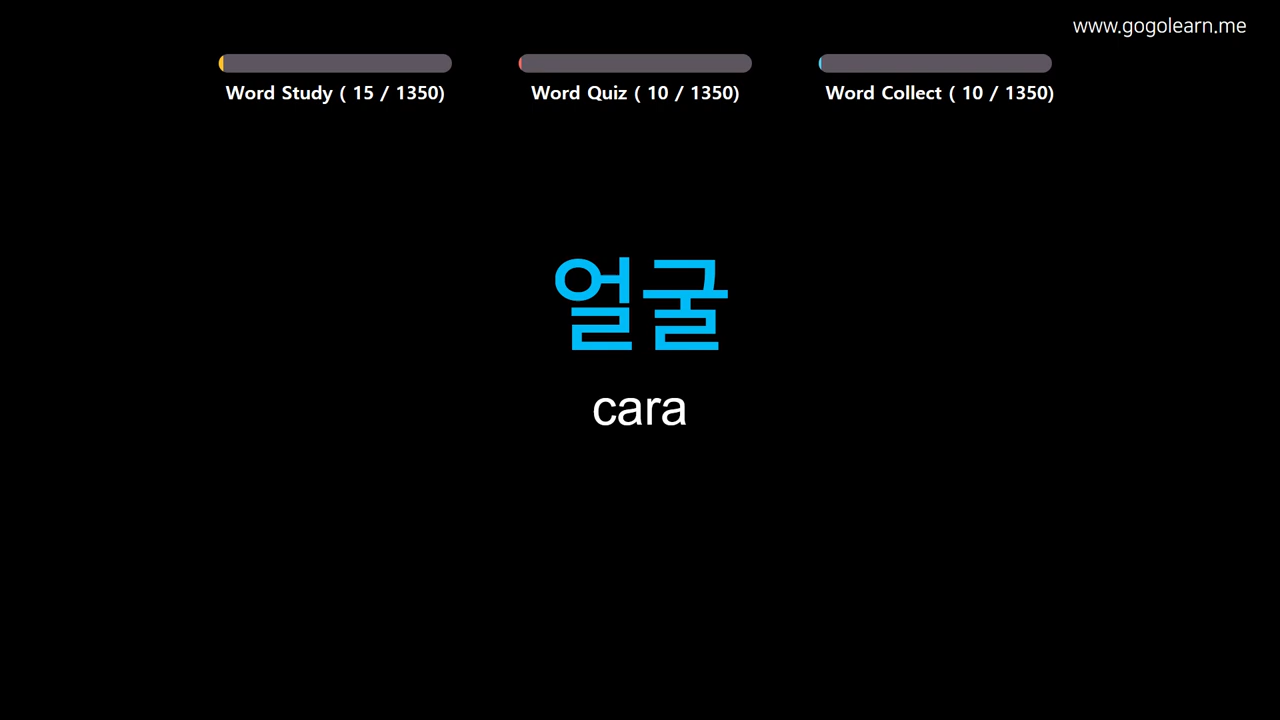 www.gogolearn.me
Word Study ( 15 / 1350)
Word Quiz ( 10 / 1350)
Word Collect ( 10 / 1350)
얼굴
cara